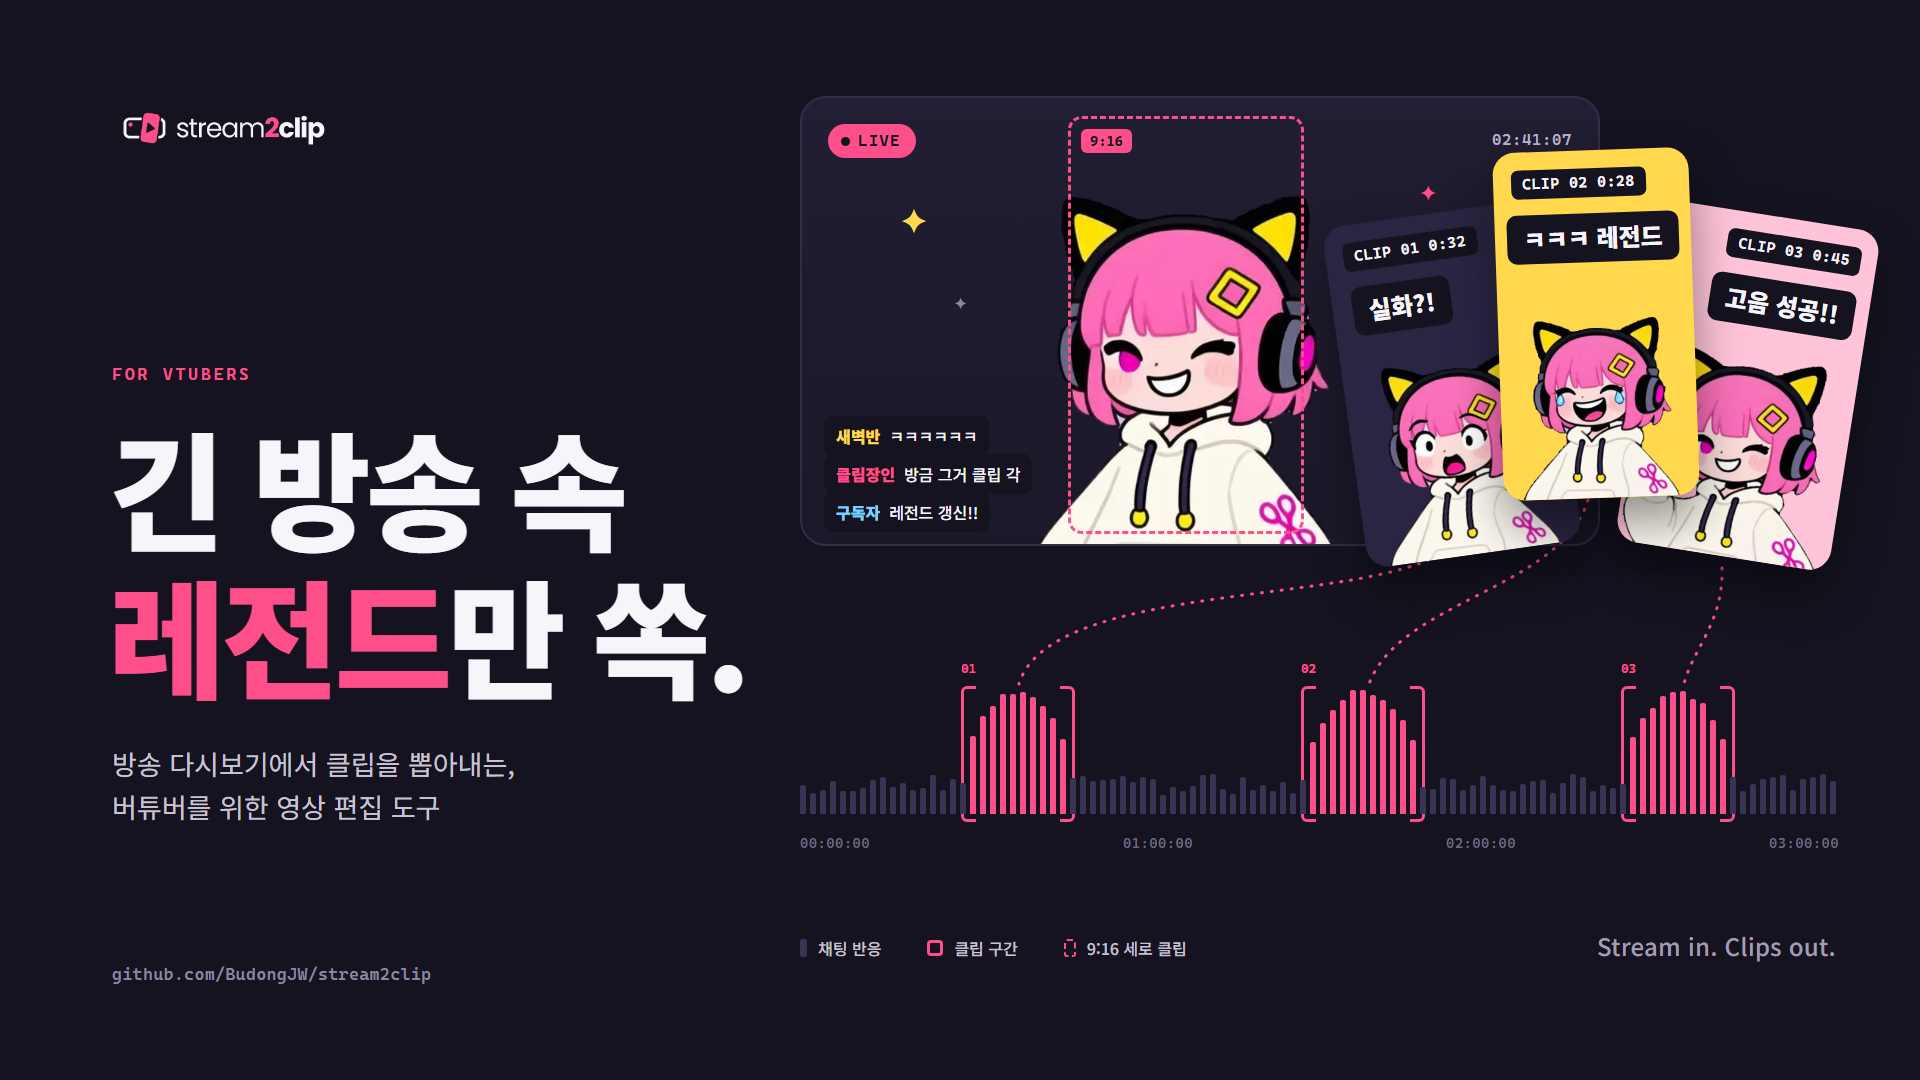 stream2clip
FOR VTUBERS
긴 방송 속
레전드만 쏙.
방송 다시보기에서 클립을 뽑아내는,
버튜버를 위한 영상 편집 도구
github.com/BudongJW/stream2clip
LIVE
9:16
02:41:07
새벽반 ㅋㅋㅋㅋㅋㅋ
클립장인 방금 그거 클립 각
구독자 레전드 갱신!!
CLIP 01 0:32
실화?!
CLIP 02 0:28
ㅋㅋㅋ 레전드
CLIP 03 0:45
고음 성공!!
01
02
03
00:00:00
01:00:00
02:00:00
03:00:00
채팅 반응
클립 구간
9:16 세로 클립
Stream in. Clips out.